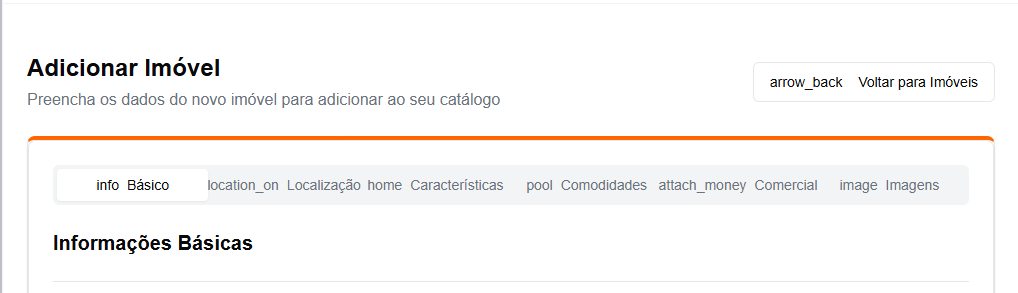 Adicionar Imóvel
Preencha os dados do novo imóvel para adicionar ao seu catálogo
arrow_back Voltar para Imóveis
info Básico location_on Localização home Características pool Comodidades attach_money Comercial image Imagens
Informações Básicas